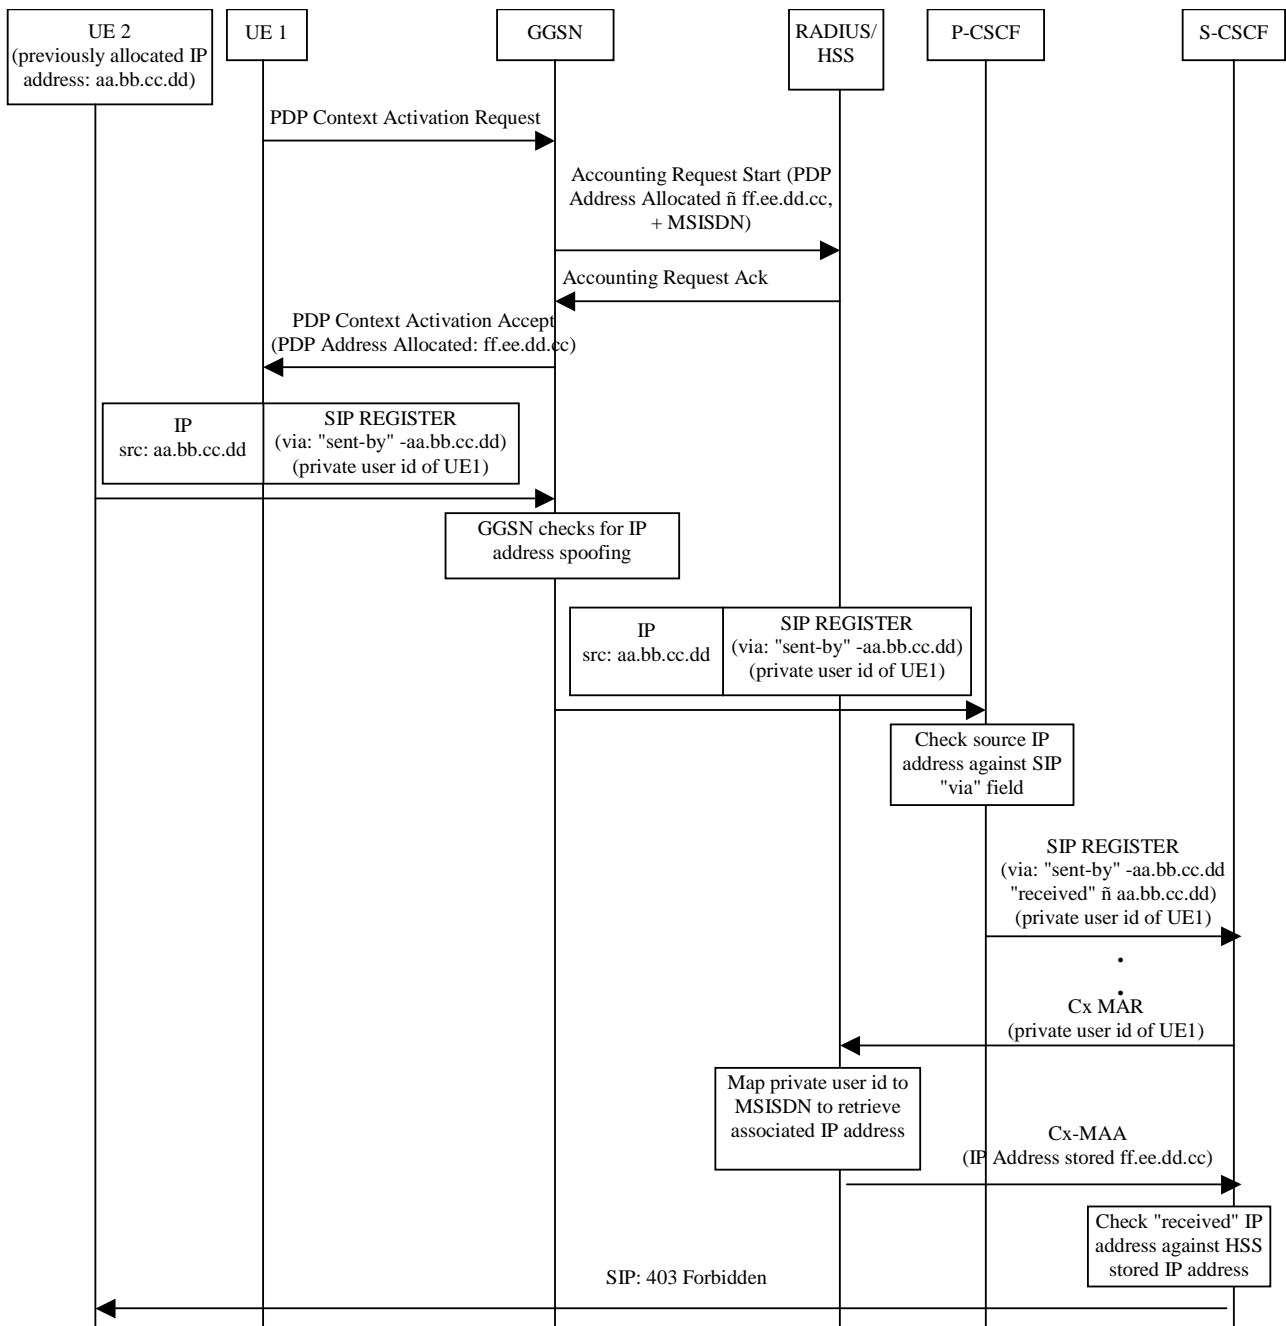 UE 2
(previously allocated IP
address: aa.bb.cc.dd)
UE 1
GGSN
RADIUS/
HSS
P-CSCF
S-CSCF
PDP Context Activation Request
Accounting Request Start (PDP
Address Allocated ñ ff.ee.dd.cc,
+ MSISDN)
Accounting Request Ack
PDP Context Activation Accept
(PDP Address Allocated: ff.ee.dd.cc)
IP
src: aa.bb.cc.dd
SIP REGISTER
(via: "sent-by" -aa.bb.cc.dd)
(private user id of UE1)
GGSN checks for IP
address spoofing
IP
src: aa.bb.cc.dd
SIP REGISTER
(via: "sent-by" -aa.bb.cc.dd)
(private user id of UE1)
Check source IP
address against SIP
"via" field
SIP REGISTER
(via: "sent-by" -aa.bb.cc.dd
"received" ñ aa.bb.cc.dd)
(private user id of UE1)
.
.
Cx MAR
(private user id of UE1)
Map private user id to
MSISDN to retrieve
associated IP address
Cx-MAA
(IP Address stored ff.ee.dd.cc)
Check "received" IP
address against HSS
stored IP address
SIP: 403 Forbidden